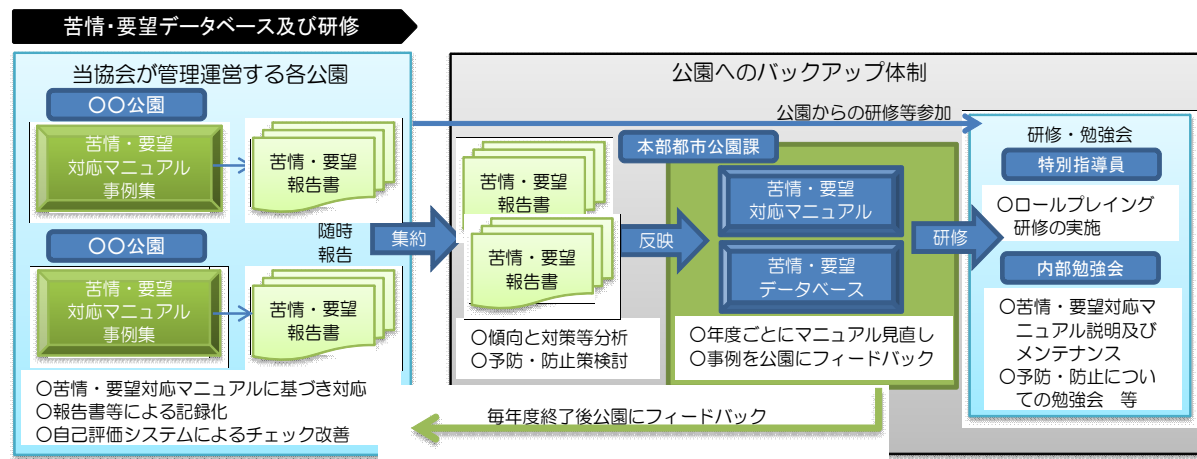 苦情・要望データベース及び研修
当協会が管理運営する各公園
〇〇公園
苦情・要望
対応マニュアル
事例集
苦情・要望
報告書
随時
報告
〇〇公園
苦情・要望
対応マニュアル
事例集
苦情・要望
報告書
〇苦情・要望対応マニュアルに基づき対応
〇報告書等による記録化
〇自己評価システムによるチェック改善
集約
公園へのバックアップ体制
公園からの研修等参加
苦情・要望
報告書
苦情・要望
報告書
〇傾向と対策等分析
〇予防・防止策検討
反映
本部都市公園課
苦情・要望
対応マニュアル
苦情・要望
データベース
〇年度ごとにマニュアル見直し
〇事例を公園にフィードバック
研修
研修・勉強会
特別指導員
〇ロールプレイング
研修の実施
内部勉強会
〇苦情・要望対応マ
ニュアル説明及び
メンテナンス
〇予防・防止につい
ての勉強会　等
毎年度終了後公園にフィードバック